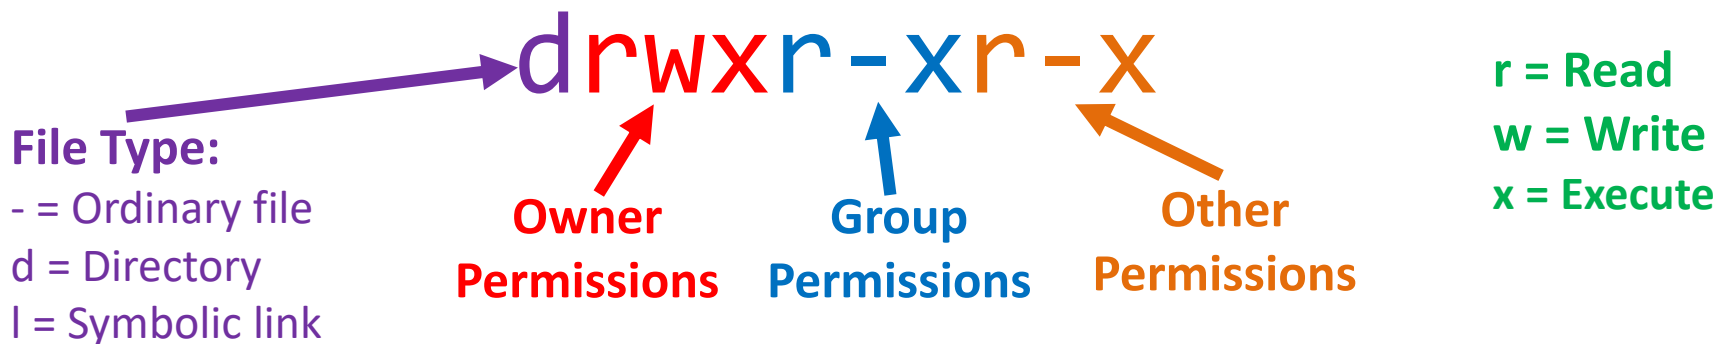 drwxr-xr-x
File Type:
- = Ordinary file
d = Directory
l = Symbolic link
Owner
Permissions
Group
Permissions
Other
Permissions
r = Read
w = Write
x = Execute